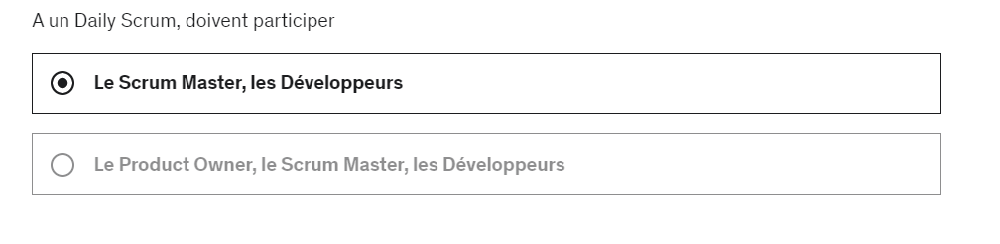 A un Daily Scrum, doivent participer
Le Scrum Master, les Développeurs
Le Product Owner, le Scrum Master, les Développeurs